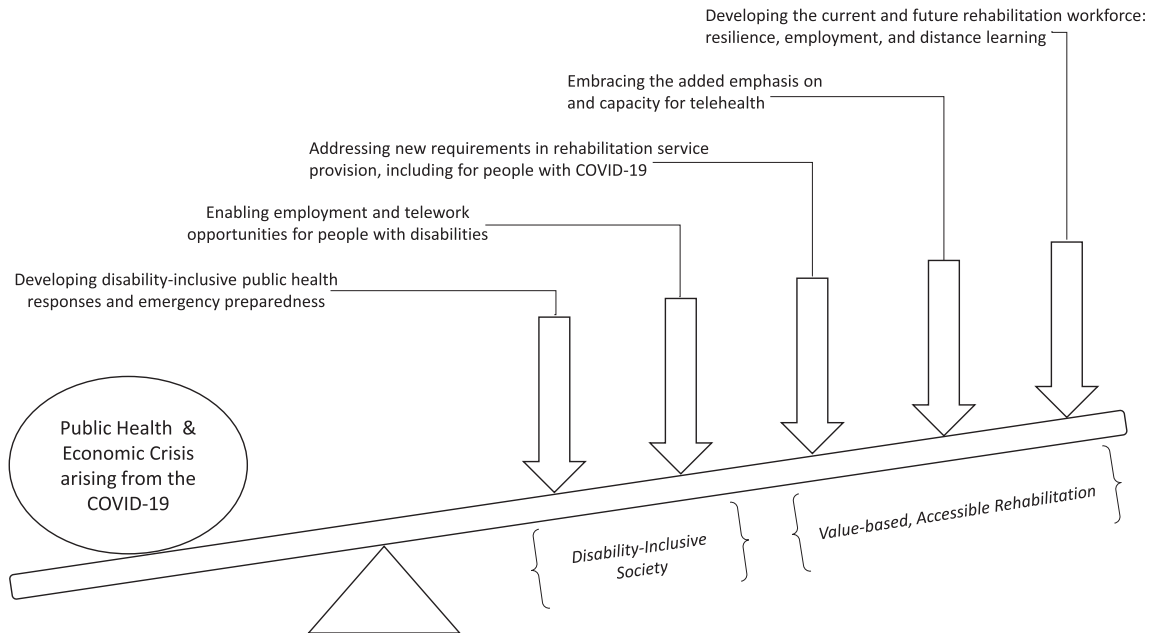 Developing the current and future rehabilitation workforce:
resilience, employment, and distance learning
Embracing the added emphasis on
and capacity for telehealth
Addressing new requirements in rehabilitation service
provision, including for people with COVID-19
Enabling employment and telework
opportunities for people with disabilities
Developing disability-inclusive public health
responses and emergency preparedness
Public Health &
Economic Crisis
arising from the
COVID-19
Disability-Inclusive
Society
Value-based, Accessible Rehabilitation